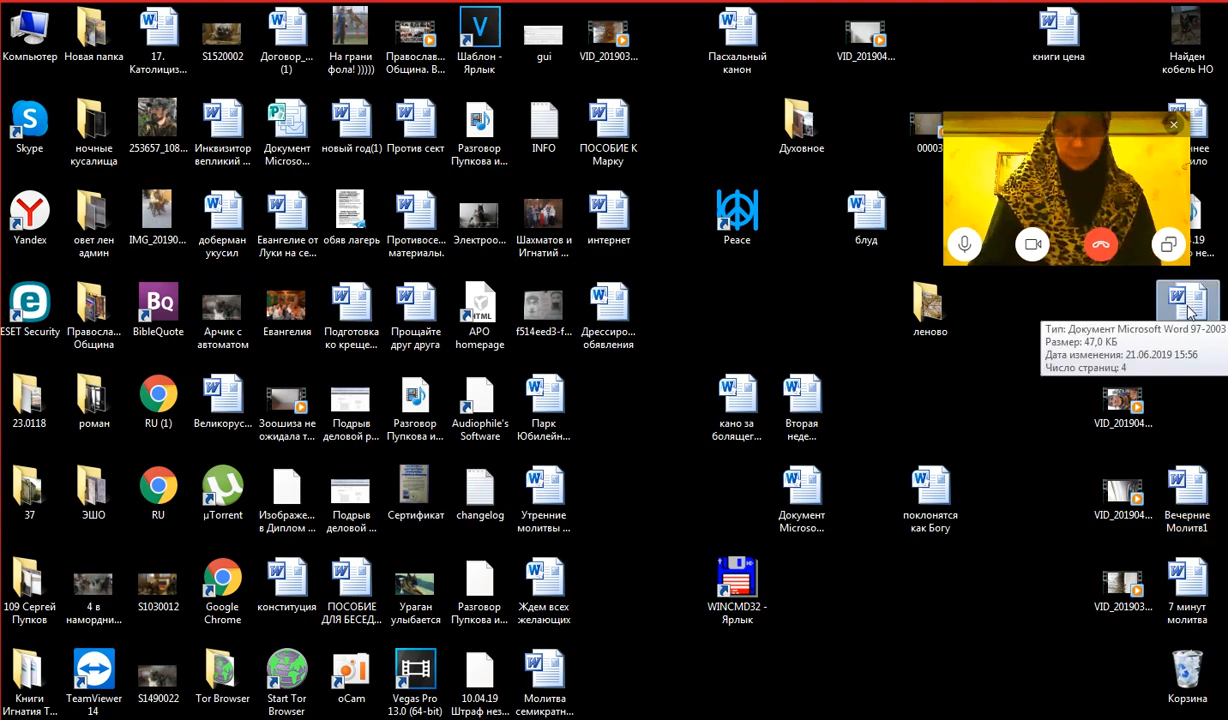 Компьютер
Новая папка
17.
Католициз...
S1520002
Договор_...
(1)
На грани
фола! )))))
Православ...
Община. В...
Шаблон -
Ярлык
gui
VID_201903...
Пасхальный
канон
VID_201904...
книги цена
Найден
кобель НО
Skype
ночные
кусалища
253657_108...
Инквизитор
вепликий ...
Документ
Microso...
новый год(1)
Против сект
Разговор
Пупкова и...
INFO
ПОСОБИЕ К
Марку
Духовное
00003
Yandex
овет лен
админ
IMG_20190...
доберман
укусил
Евангелие от
Луки на се...
обяв лагерь
Противосе...
материалы.
Электроо...
Шахматов и
Игнатий ...
интернет
Peace
блуд
ESET Security
Правосла...
Община
BibleQuote
Арчик с
автоматом
Евангелия
Подготовка
ко креще...
Прощайте
друг друга
APO
homepage
f514eed3-f...
Дрессиро...
обявления
леново
Тип: Документ Microsoft Word 97-2003
Размер: 47,0 КБ
Дата изменения: 21.06.2019 15:56
Число страниц: 4
23.0118
роман
RU (1)
Великорус...
Зоошиза не
ожидала т...
Подрыв
деловой р...
Разговор
Пупкова и...
Audiophile's
Software
Парк
Юбилейн...
кано за
болящег...
Вторая
неде...
VID_201904...
37
ЭШО
RU
µTorrent
Изображе...
в Диплом ...
Подрыв
деловой ...
Сертификат
changelog
Утренние
молитвы ...
Документ
Microso...
поклонятся
как Богу
VID_201904...
Вечерние
Молитв1
109 Сергей
Пупков
4 в
намордни...
S1030012
Google
Chrome
конституция
ПОСОБИЕ
ДЛЯ БЕСЕД...
Ураган
улыбается
Разговор
Пупкова и...
Ждем всех
желающих
WINCMD32 -
Ярлык
VID_201903...
7 минут
молитва
Книги
Игнатия Т...
TeamViewer
14
S1490022
Tor Browser
Start Tor
Browser
oCam
Vegas Pro
13.0 (64-bit)
10.04.19
Штраф нез...
Молитва
семикратн...
Корзина